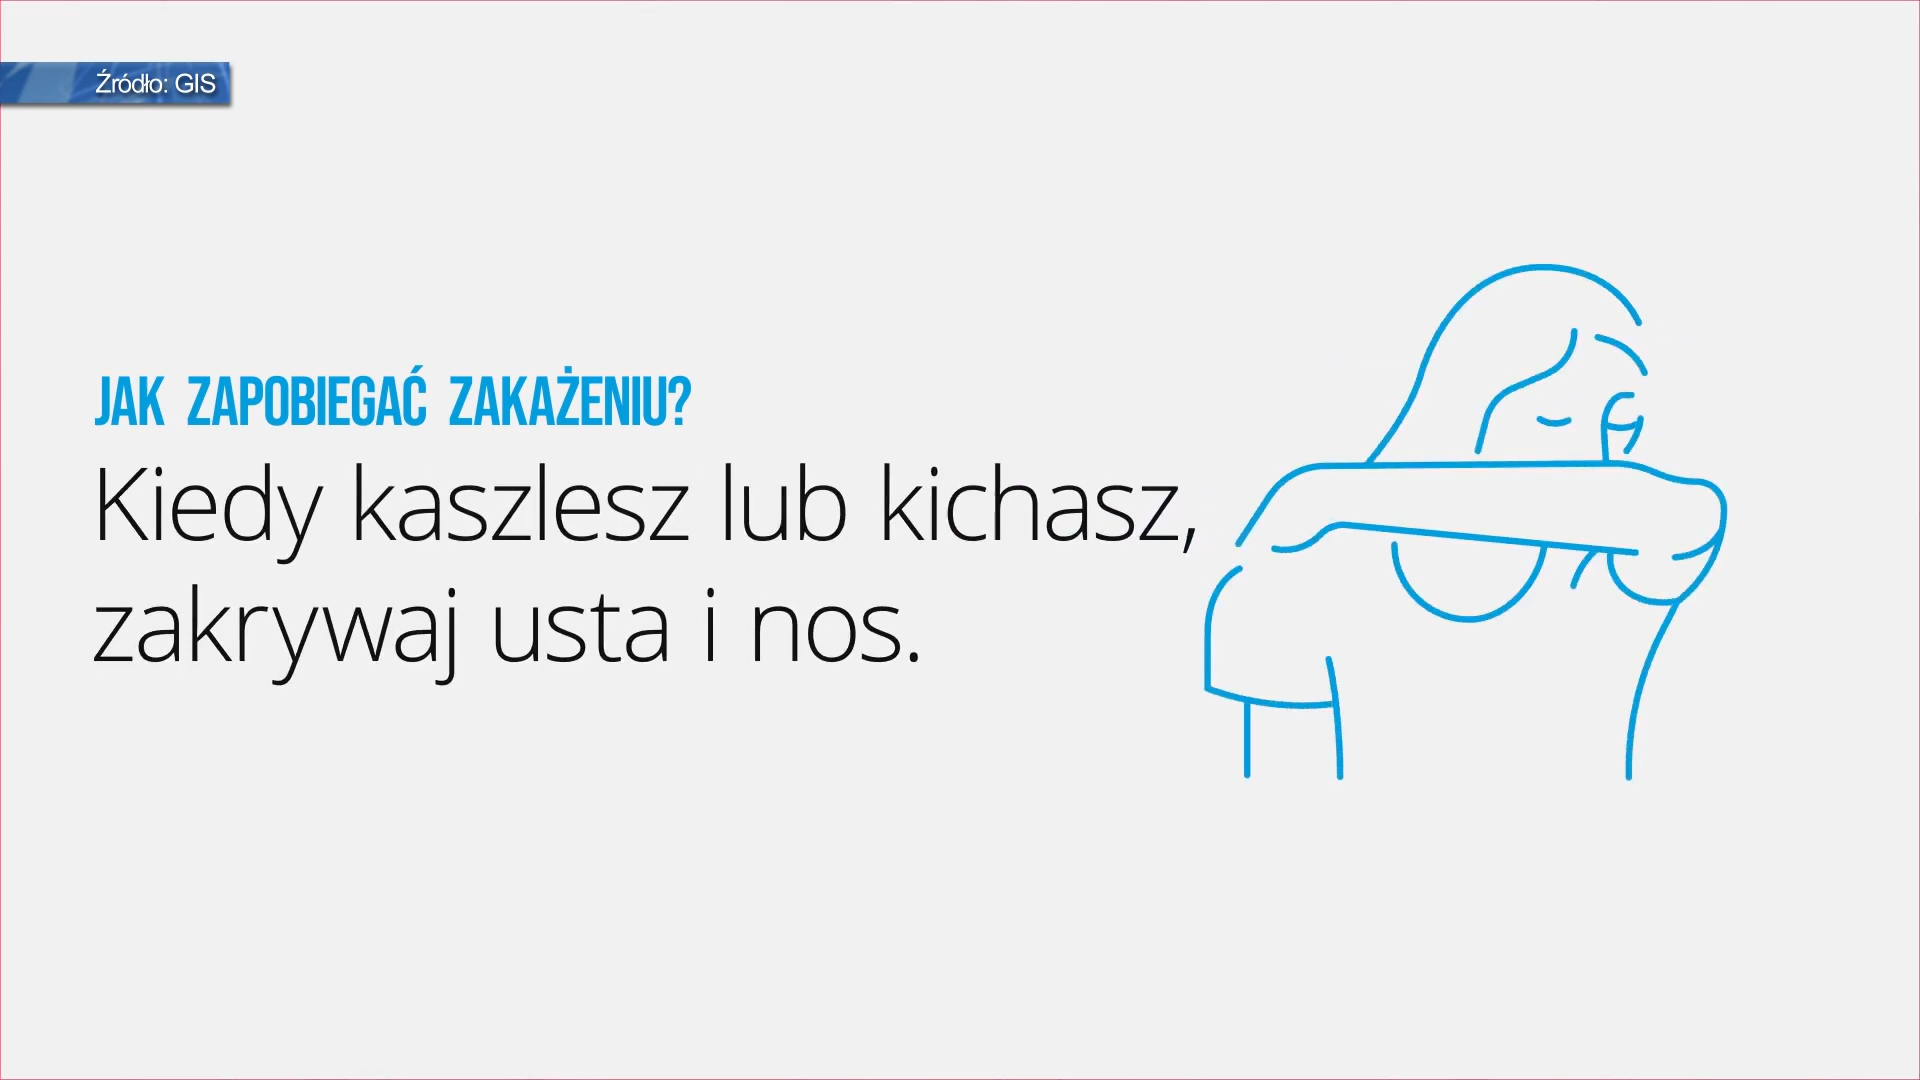 Źródło: GIS
JAK ZAPOBIEGAĆ ZAKAŻENIU?
Kiedy kaszlesz lub kichasz,
zakrywaj usta i nos.